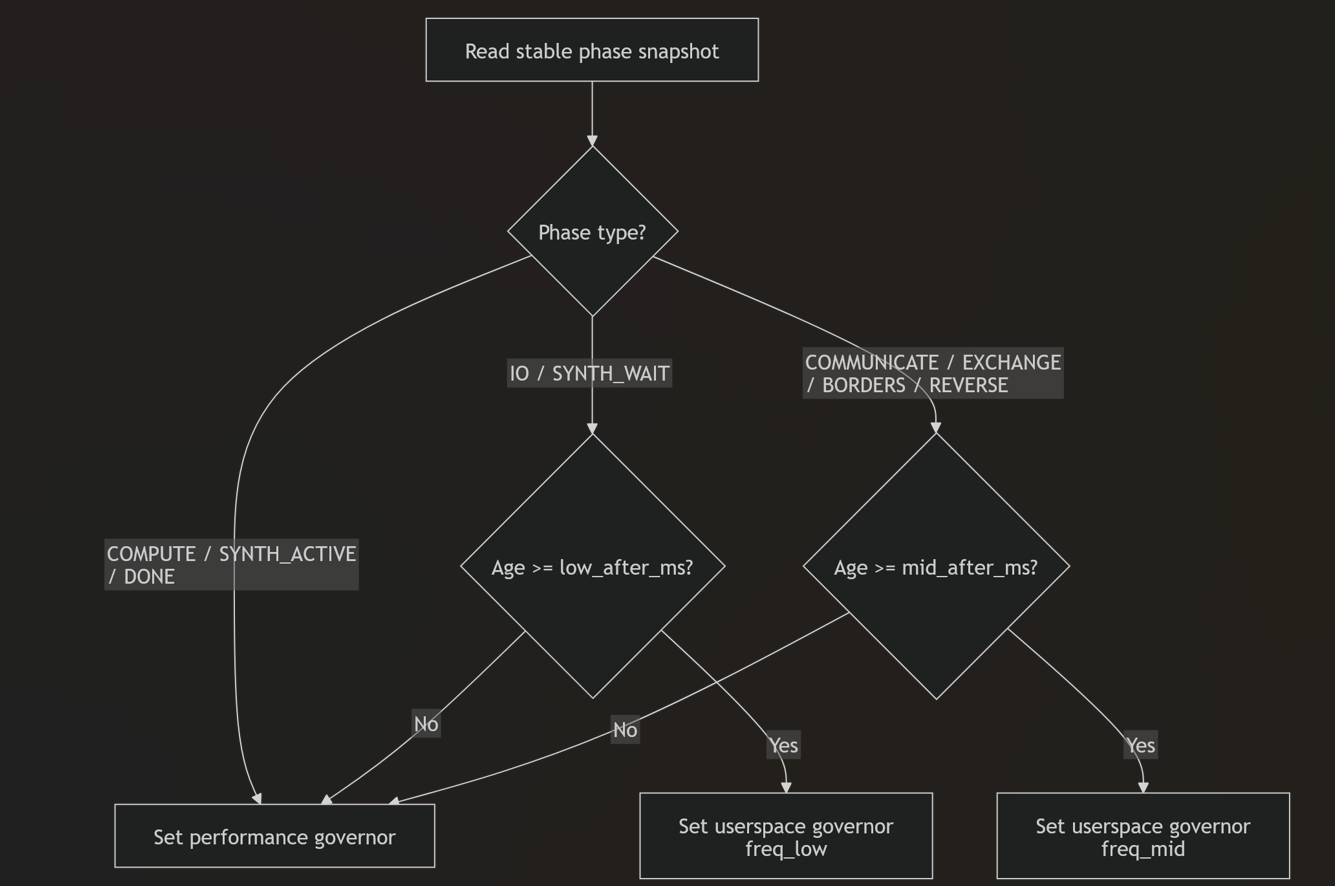 Read stable phase snapshot
Phase type?
IO / SYNTH_WAIT
COMMUNICATE / EXCHANGE
/ BORDERS / REVERSE
COMPUTE / SYNTH_ACTIVE
/ DONE
Age >= low_after_ms?
Age >= mid_after_ms?
No
No
Yes
Yes
Set performance governor
Set userspace governor
freq_low
Set userspace governor
freq_mid